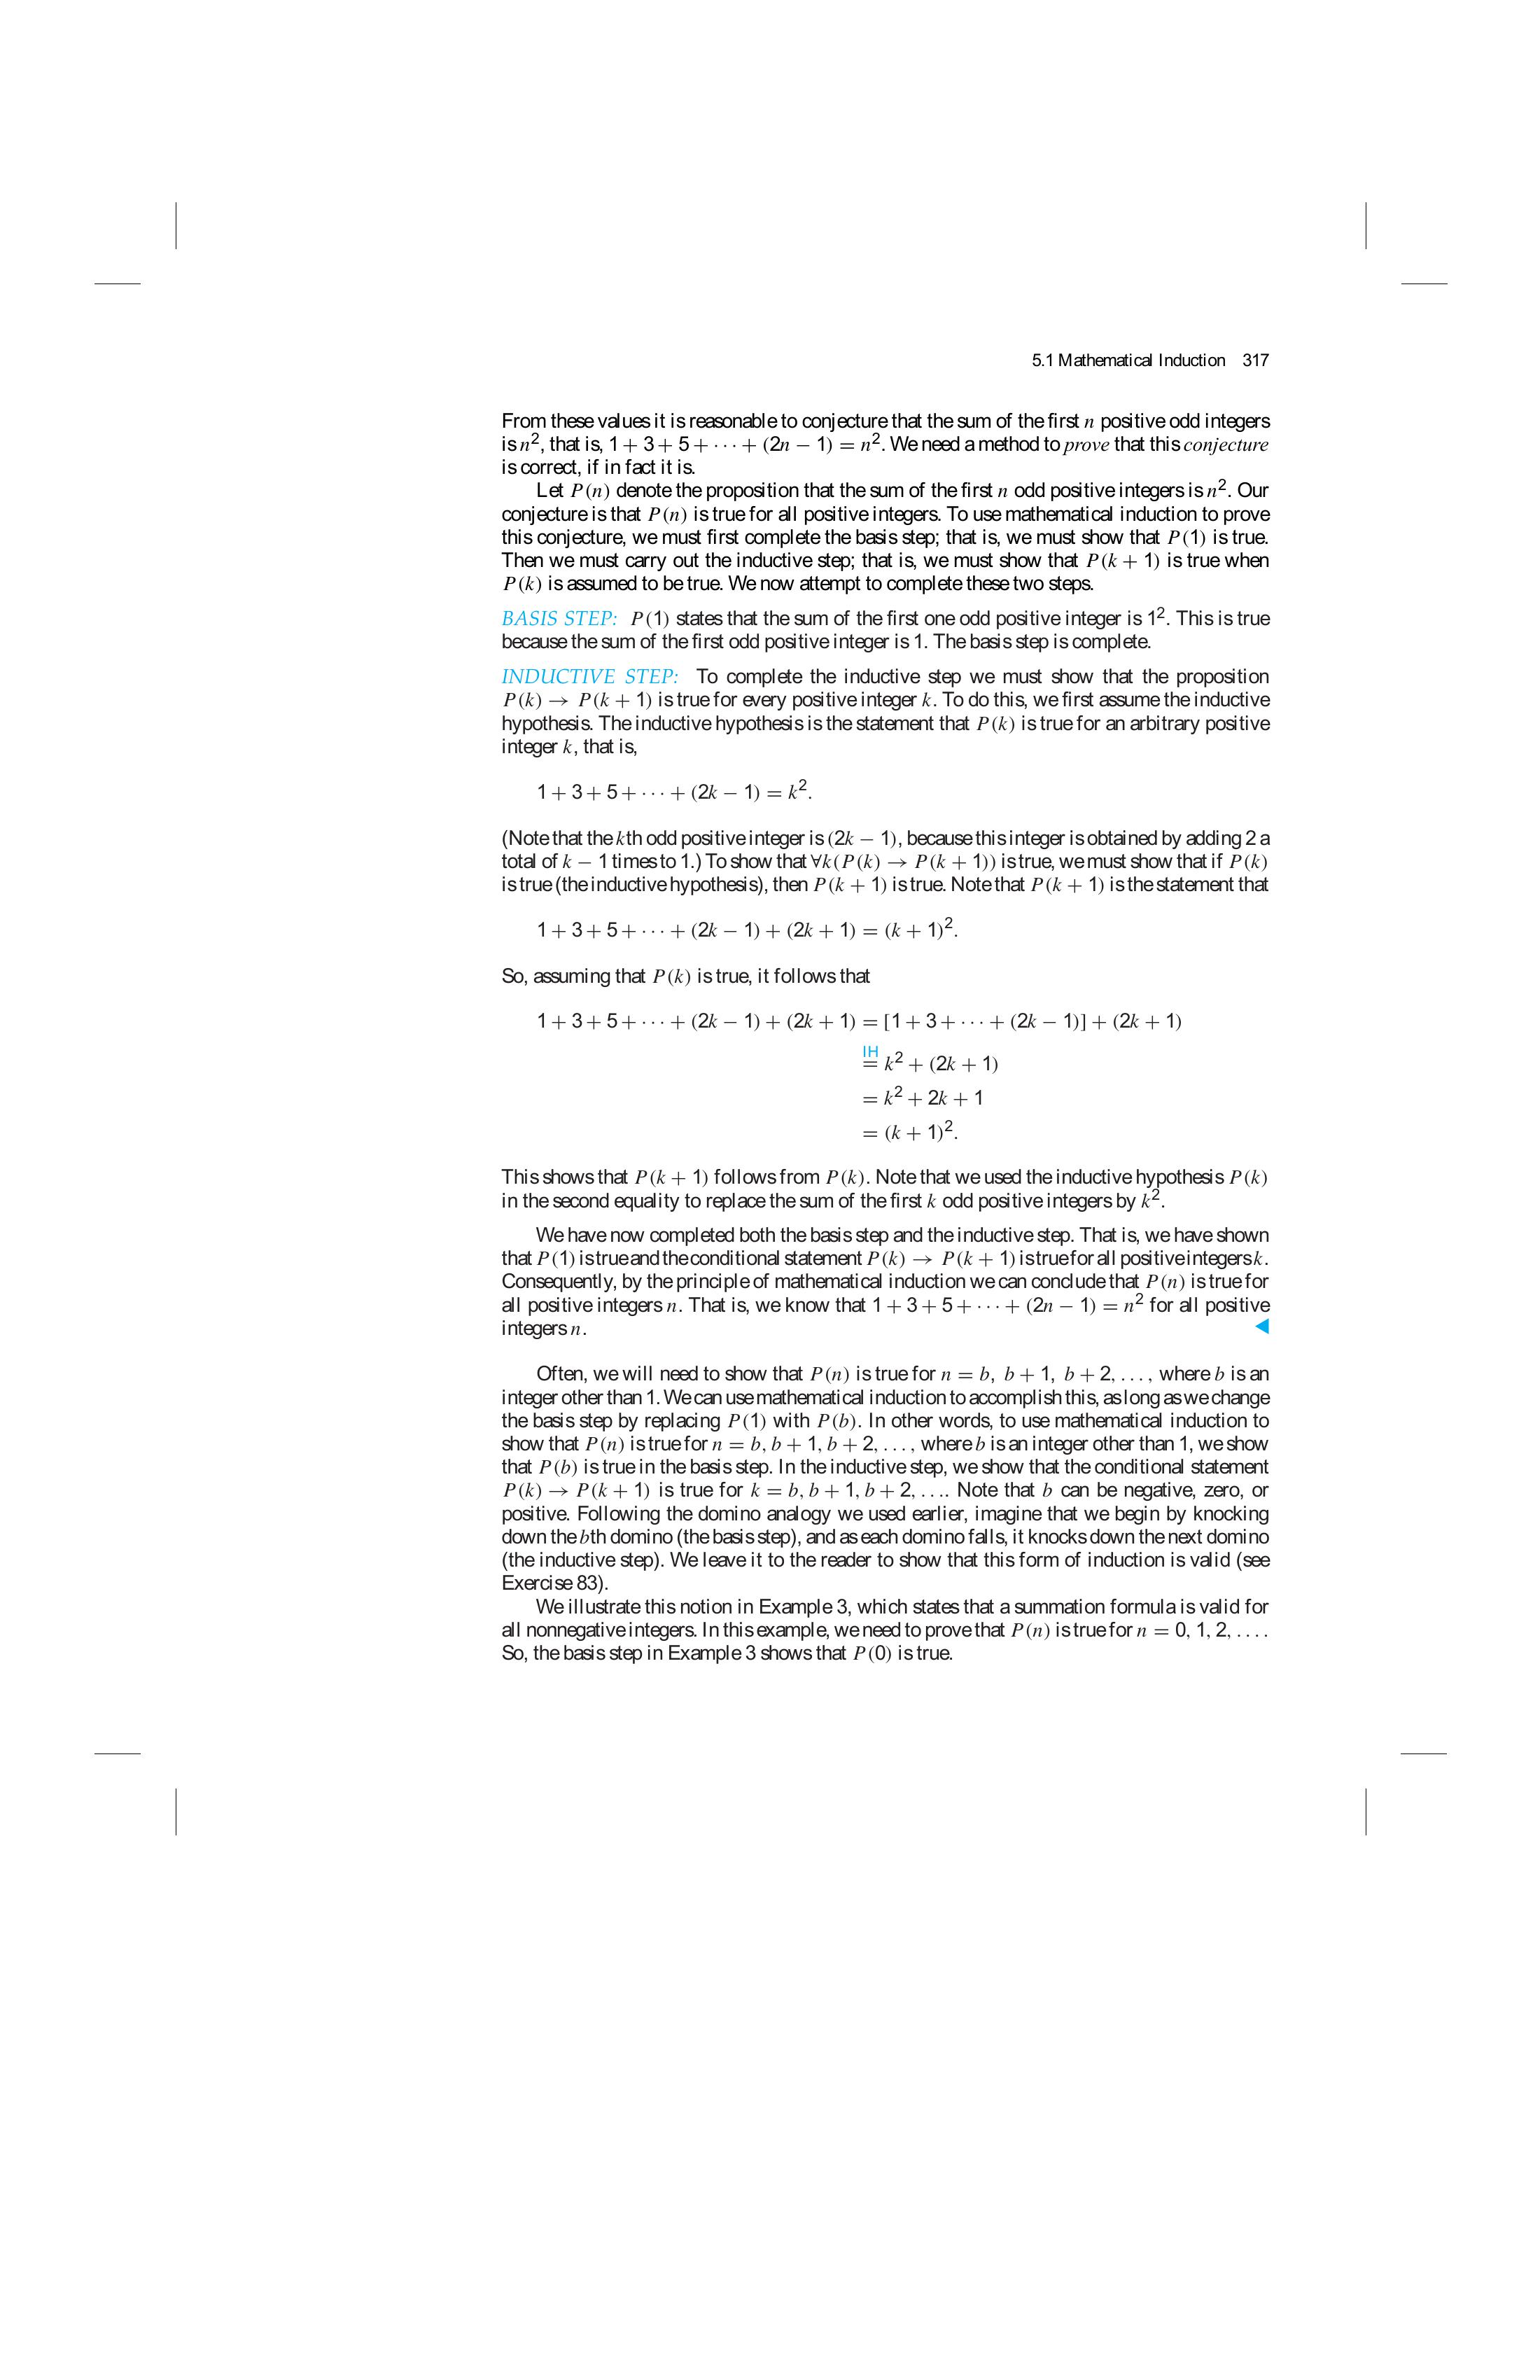 5.1 Mathematical Induction 317
From these values it is reasonable to conjecture that the sum of the first n positive odd integers
is n², that is, 1 + 3 + 5 + ··· + (2n − 1) = n². We need a method to prove that this conjecture
is correct, if in fact it is.
Let P(n) denote the proposition that the sum of the first n odd positive integers is n². Our
conjecture is that P(n) is true for all positive integers. To use mathematical induction to prove
this conjecture, we must first complete the basis step; that is, we must show that P(1) is true.
Then we must carry out the inductive step; that is, we must show that P(k + 1) is true when
P(k) is assumed to be true. We now attempt to complete these two steps.
BASIS STEP: P(1) states that the sum of the first one odd positive integer is 1². This is true
because the sum of the first odd positive integer is 1. The basis step is complete.
INDUCTIVE STEP: To complete the inductive step we must show that the proposition
P(k) → P(k + 1) is true for every positive integer k. To do this, we first assume the inductive
hypothesis. The inductive hypothesis is the statement that P(k) is true for an arbitrary positive
integer k, that is,
1 + 3 + 5 + ··· + (2k − 1) = k².
(Note that the kth odd positive integer is (2k − 1), because this integer is obtained by adding 2 a
total of k − 1 times to 1.) To show that ∀k(P(k) → P(k + 1)) is true, we must show that if P(k)
is true (the inductive hypothesis), then P(k + 1) is true. Note that P(k + 1) is the statement that
1 + 3 + 5 + ··· + (2k − 1) + (2k + 1) = (k + 1)².
So, assuming that P(k) is true, it follows that
1 + 3 + 5 + ··· + (2k − 1) + (2k + 1) = [1 + 3 + ··· + (2k − 1)] + (2k + 1)
IH
= k² + (2k + 1)
= k² + 2k + 1
= (k + 1)².
This shows that P(k + 1) follows from P(k). Note that we used the inductive hypothesis P(k)
in the second equality to replace the sum of the first k odd positive integers by k².
We have now completed both the basis step and the inductive step. That is, we have shown
that P(1) is true and the conditional statement P(k) → P(k + 1) is true for all positive integers k.
Consequently, by the principle of mathematical induction we can conclude that P(n) is true for
all positive integers n. That is, we know that 1 + 3 + 5 + ··· + (2n − 1) = n² for all positive
integers n.
Often, we will need to show that P(n) is true for n = b, b + 1, b + 2, . . . , where b is an
integer other than 1. We can use mathematical induction to accomplish this, as long as we change
the basis step by replacing P(1) with P(b). In other words, to use mathematical induction to
show that P(n) is true for n = b, b + 1, b + 2, . . . , where b is an integer other than 1, we show
that P(b) is true in the basis step. In the inductive step, we show that the conditional statement
P(k) → P(k + 1) is true for k = b, b + 1, b + 2, . . . . Note that b can be negative, zero, or
positive. Following the domino analogy we used earlier, imagine that we begin by knocking
down the bth domino (the basis step), and as each domino falls, it knocks down the next domino
(the inductive step). We leave it to the reader to show that this form of induction is valid (see
Exercise 83).
We illustrate this notion in Example 3, which states that a summation formula is valid for
all nonnegative integers. In this example, we need to prove that P(n) is true for n = 0, 1, 2, . . . .
So, the basis step in Example 3 shows that P(0) is true.